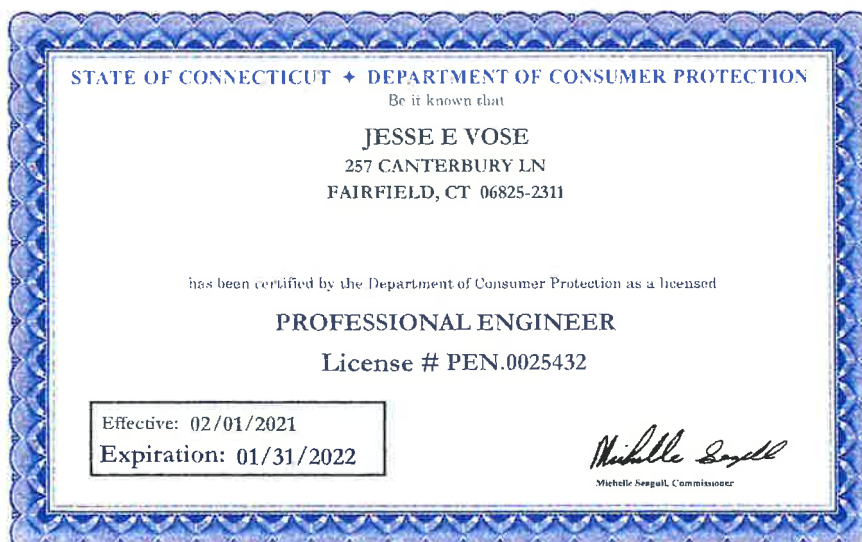 STATE OF CONNECTICUT ✦ DEPARTMENT OF CONSUMER PROTECTION
Be it known that
JESSE E VOSE
257 CANTERBURY LN
FAIRFIELD, CT 06825-2311
has been certified by the Department of Consumer Protection as a licensed
PROFESSIONAL ENGINEER
License # PEN.0025432
Effective: 02/01/2021
Expiration: 01/31/2022
Michelle Seagull
Michelle Seagull, Commissioner